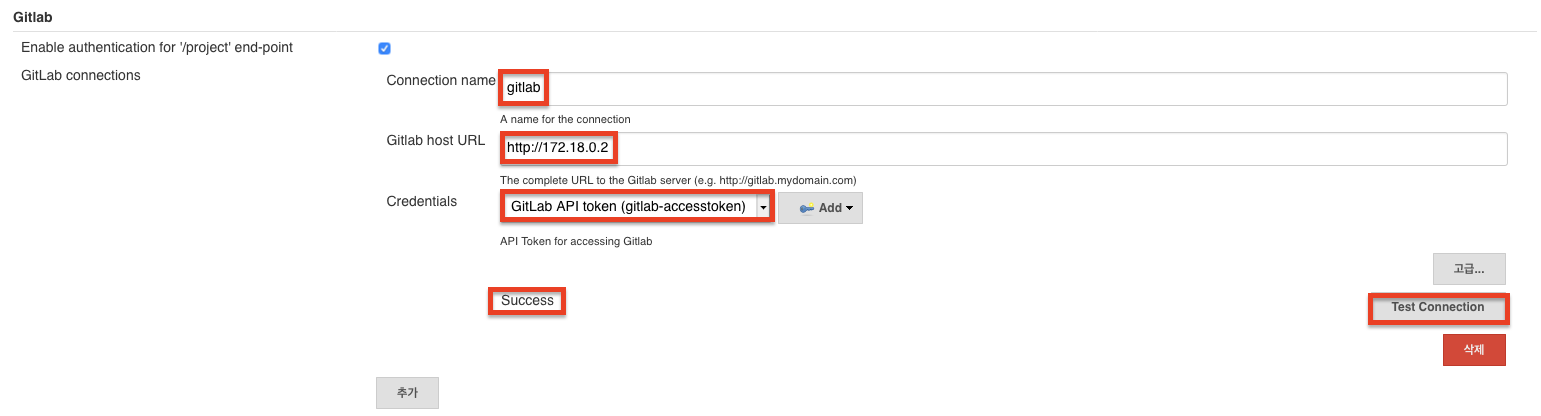 Gitlab
Enable authentication for '/project' end-point
GitLab connections
Connection name
gitlab
A name for the connection
Gitlab host URL
http://172.18.0.2
The complete URL to the Gitlab server (e.g. http://gitlab.mydomain.com)
Credentials
GitLab API token (gitlab-accesstoken)
Add
API Token for accessing Gitlab
고급...
Success
Test Connection
삭제
추가